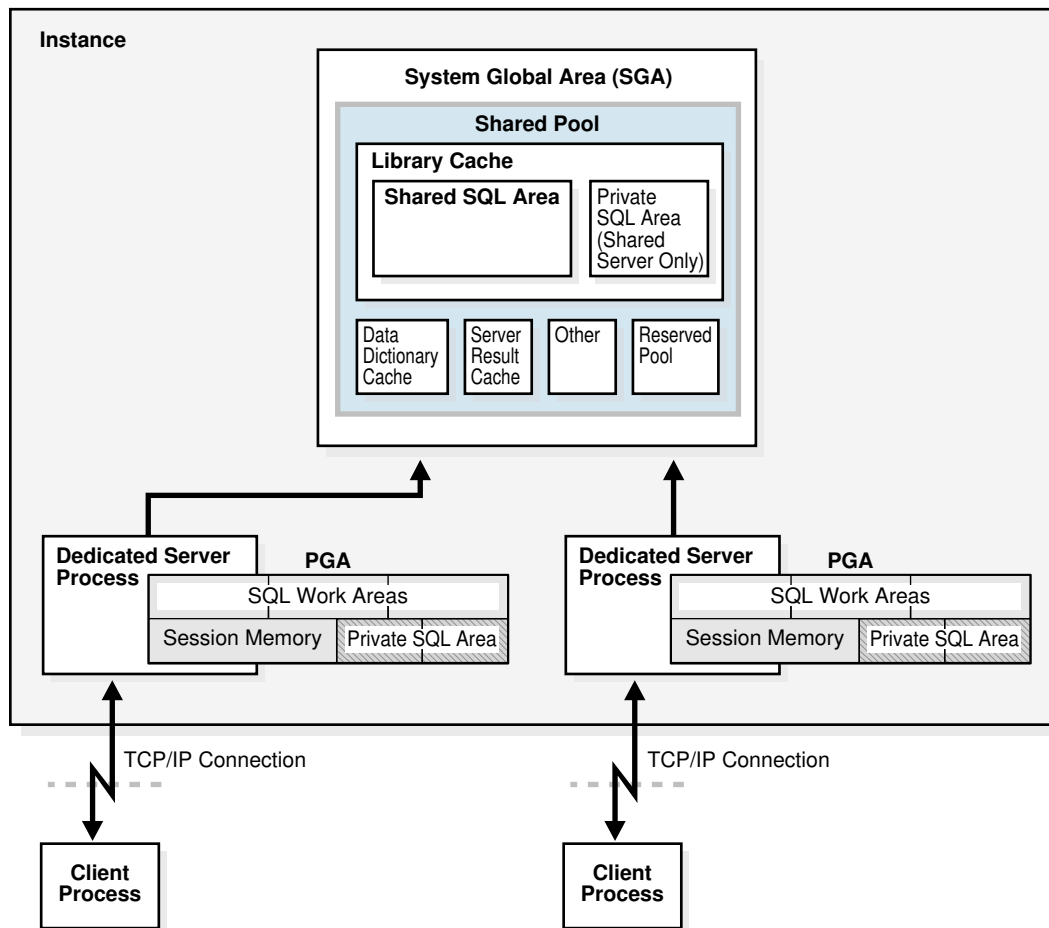 Instance
System Global Area (SGA)
Shared Pool
Library Cache
Shared SQL Area
Private
SQL Area
(Shared
Server Only)
Data
Dictionary
Cache
Server
Result
Cache
Other
Reserved
Pool
Dedicated Server
Process
PGA
SQL Work Areas
Session Memory
Private SQL Area
Dedicated Server
Process
PGA
SQL Work Areas
Session Memory
Private SQL Area
TCP/IP Connection
TCP/IP Connection
Client
Process
Client
Process